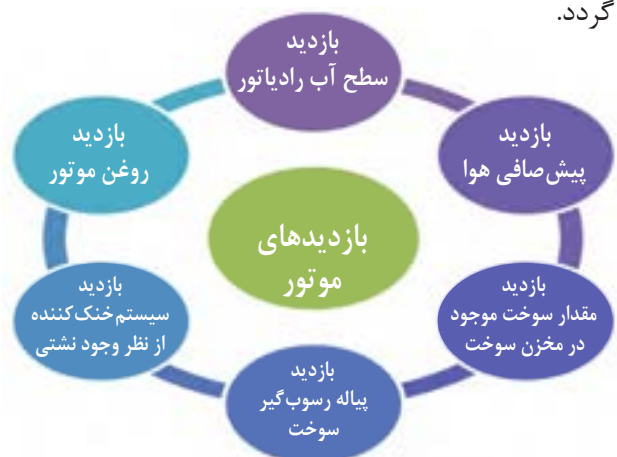 گردد.
بازدید
سطح آب رادیاتور
بازدید
پیش‌صافی هوا
بازدید
مقدار سوخت موجود
در مخزن سوخت
بازدید
پیاله رسوب‌گیر
سوخت
بازدید
سیستم خنک‌کننده
از نظر وجود نشتی
بازدید
روغن موتور
بازدیدهای
موتور